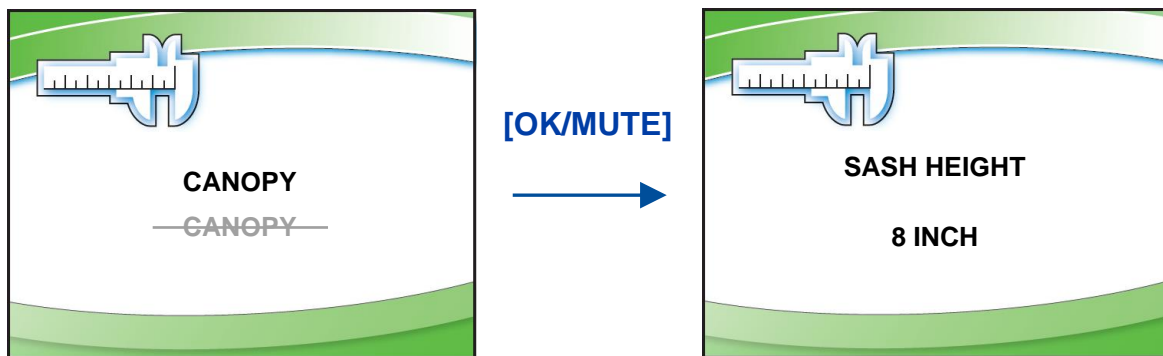 CANOPY
CANOPY
[OK/MUTE]
SASH HEIGHT
8 INCH